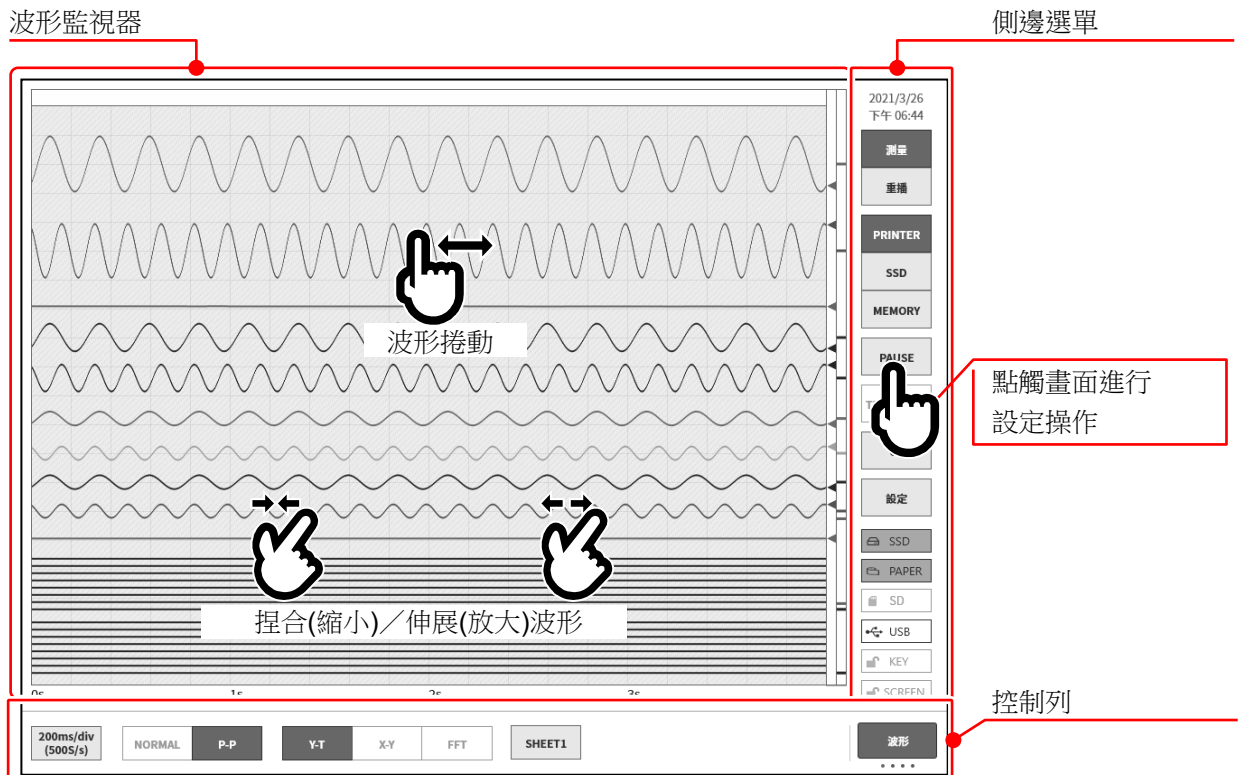 波形監視器
側邊選單
2021/3/26
下午 06:44
測量
重播
PRINTER
SSD
MEMORY
PAUSE
設定
SSD
PAPER
SD
USB
KEY
SCREEN
波形捲動
捏合(縮小)／伸展(放大)波形
點觸畫面進行
設定操作
0s 1s 2s 3s
控制列
200ms/div
(500S/s)
NORMAL P-P Y-T X-Y FFT SHEET1 波形